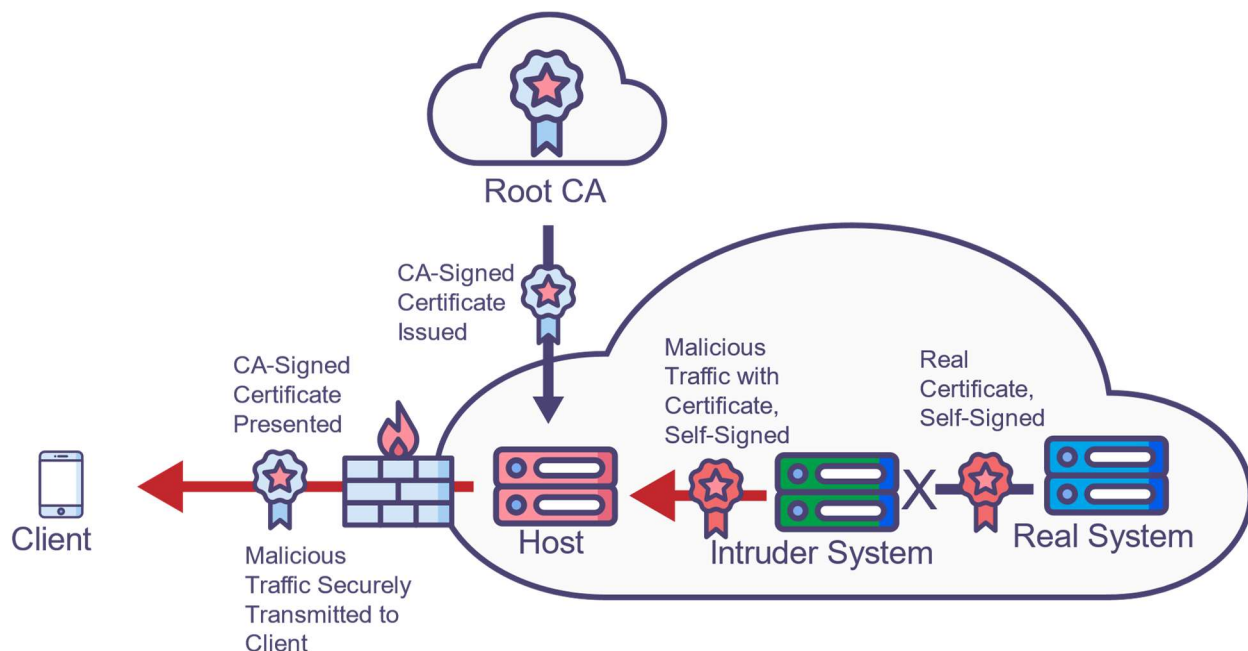 Root CA
CA-Signed
Certificate
Issued
CA-Signed
Certificate
Presented
Malicious
Traffic with
Certificate,
Self-Signed
Real
Certificate,
Self-Signed
X
Client
Host
Intruder System
Real System
Malicious
Traffic Securely
Transmitted to
Client